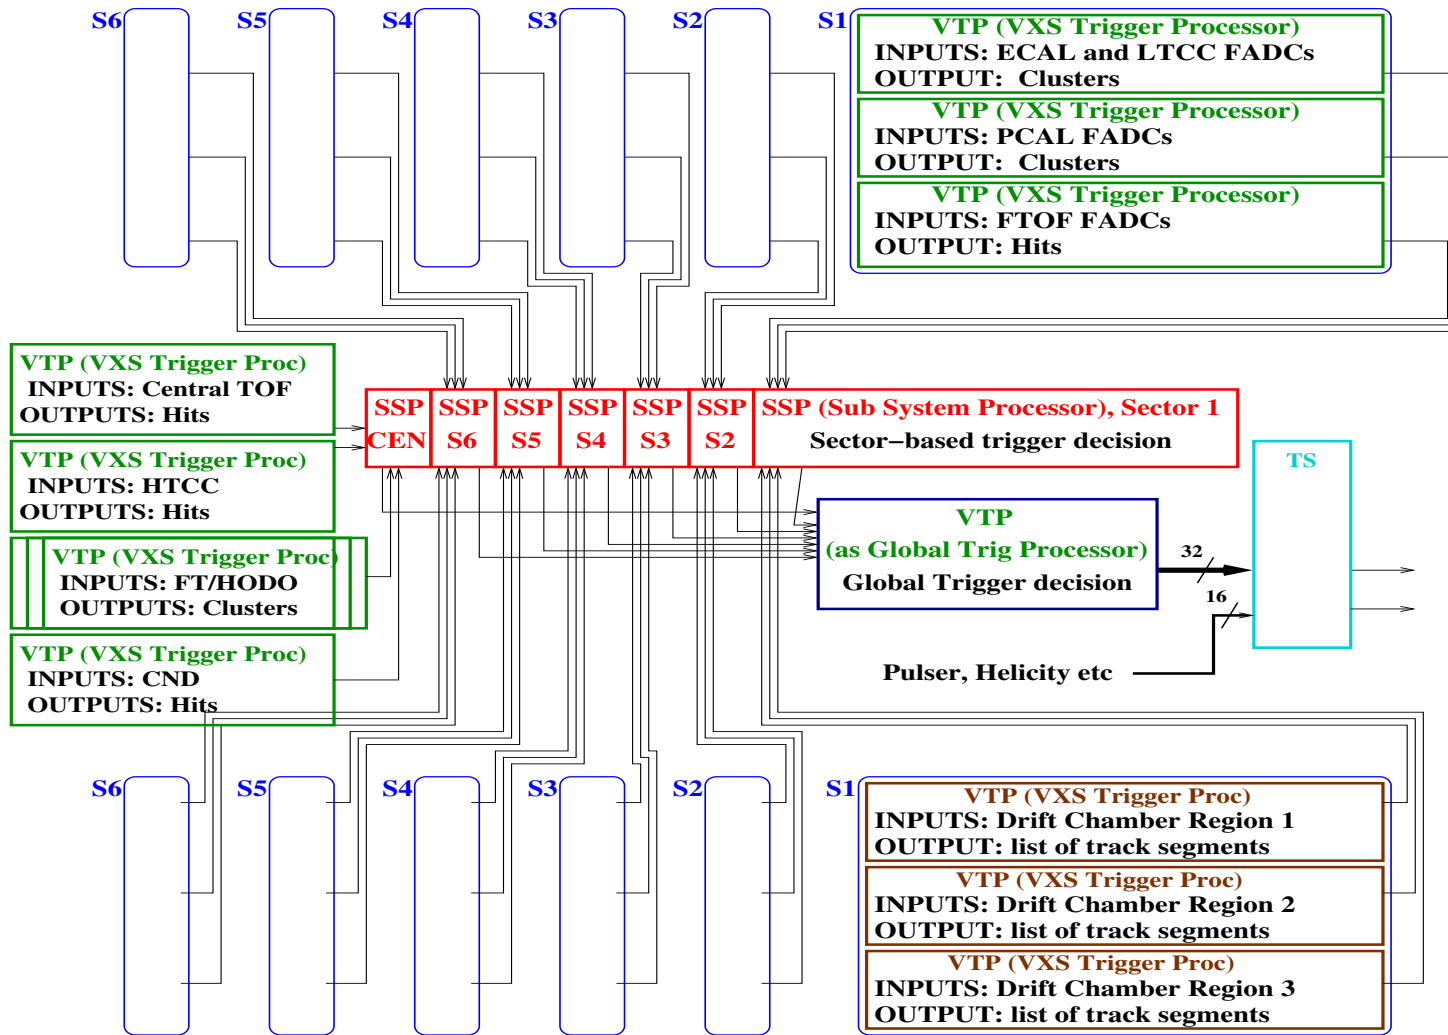 S6
S5
S4
S3
S2
S1
VTP (VXS Trigger Processor)
INPUTS: ECAL and LTCC FADCs
OUTPUT: Clusters
VTP (VXS Trigger Processor)
INPUTS: PCAL FADCs
OUTPUT: Clusters
VTP (VXS Trigger Processor)
INPUTS: FTOF FADCs
OUTPUT: Hits
VTP (VXS Trigger Proc)
INPUTS: Central TOF
OUTPUTS: Hits
VTP (VXS Trigger Proc)
INPUTS: HTCC
OUTPUTS: Hits
VTP (VXS Trigger Proc)
INPUTS: FT/HODO
OUTPUTS: Clusters
VTP (VXS Trigger Proc)
INPUTS: CND
OUTPUTS: Hits
SSP
CEN
SSP
S6
SSP
S5
SSP
S4
SSP
S3
SSP
S2
SSP (Sub System Processor), Sector 1
Sector−based trigger decision
VTP
(as Global Trig Processor)
Global Trigger decision
32
16
TS
Pulser, Helicity etc
S6
S5
S4
S3
S2
S1
VTP (VXS Trigger Proc)
INPUTS: Drift Chamber Region 1
OUTPUT: list of track segments
VTP (VXS Trigger Proc)
INPUTS: Drift Chamber Region 2
OUTPUT: list of track segments
VTP (VXS Trigger Proc)
INPUTS: Drift Chamber Region 3
OUTPUT: list of track segments